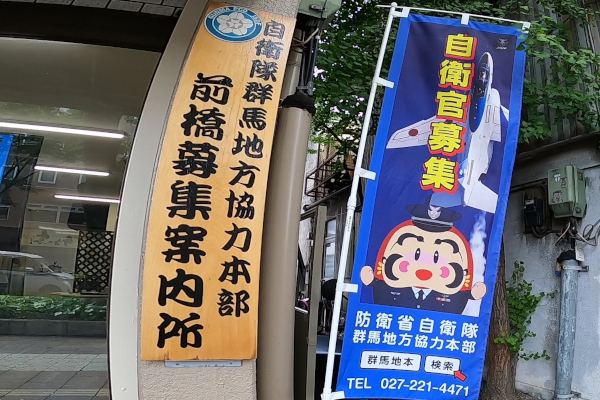 自衛隊群馬地方協力本部
前橋募集案内所
自衛官募集
防衛省自衛隊
群馬地方協力本部
群馬地本 検索
TEL 027-221-4471